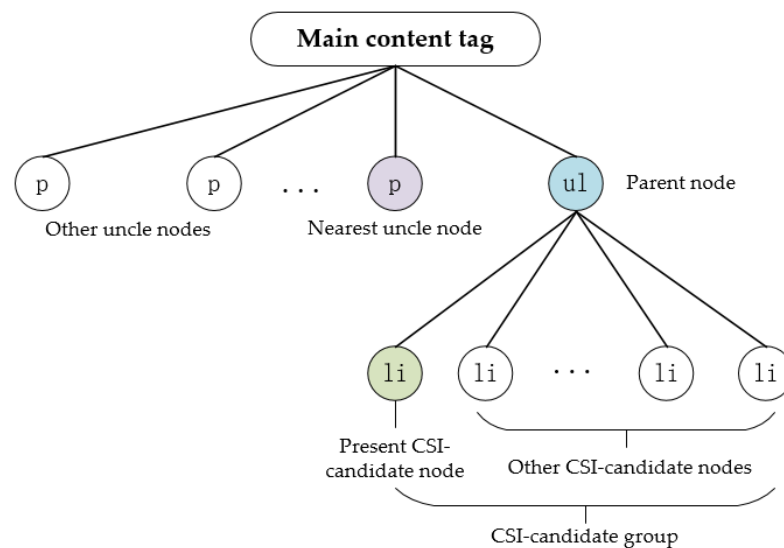 Main content tag
p
p
...
p
ul
Parent node
Other uncle nodes
Nearest uncle node
li
li
...
li
li
Present CSI-
candidate node
Other CSI-candidate nodes
CSI-candidate group